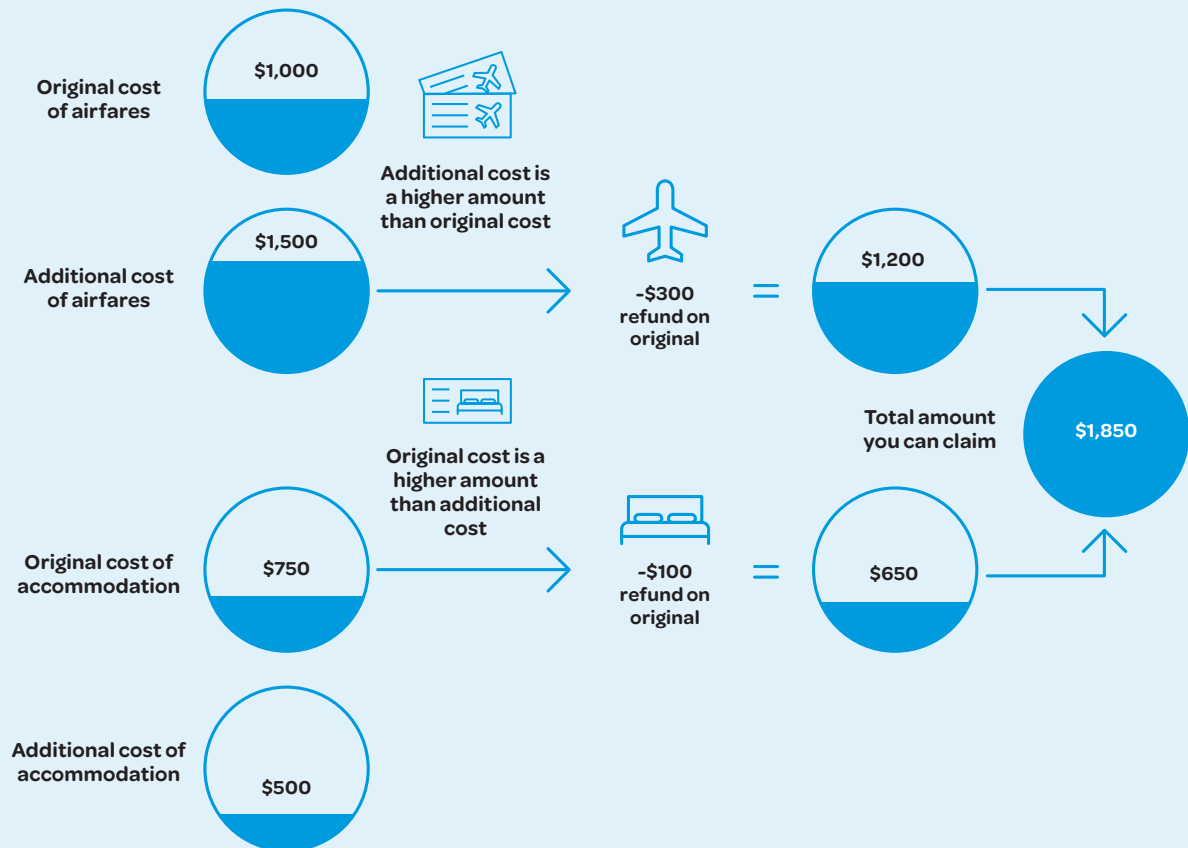 $1,000
Original cost
of airfares
Additional cost is
a higher amount
than original cost
$1,500
Additional cost
of airfares
-$300
refund on
original
=
$1,200
Total amount
you can claim
$1,850
Original cost is a
higher amount
than additional
cost
Original cost of
accommodation
$750
-$100
refund on
original
=
$650
Additional cost of
accommodation
$500